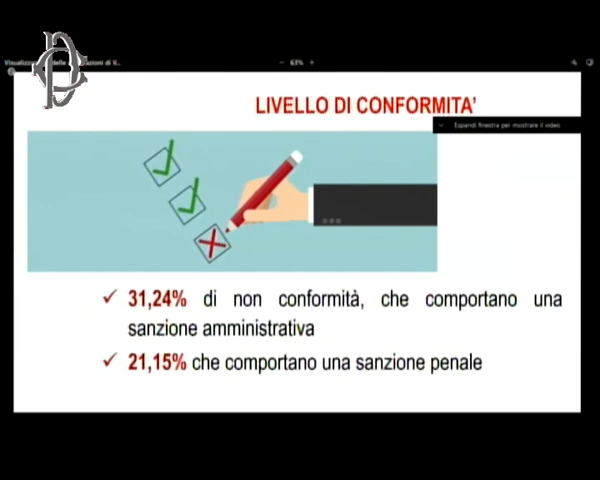 63%
LIVELLO DI CONFORMITA'
Espandi finestra per mostrare il video
✓ 31,24% di non conformità, che comportano una
sanzione amministrativa
✓ 21,15% che comportano una sanzione penale